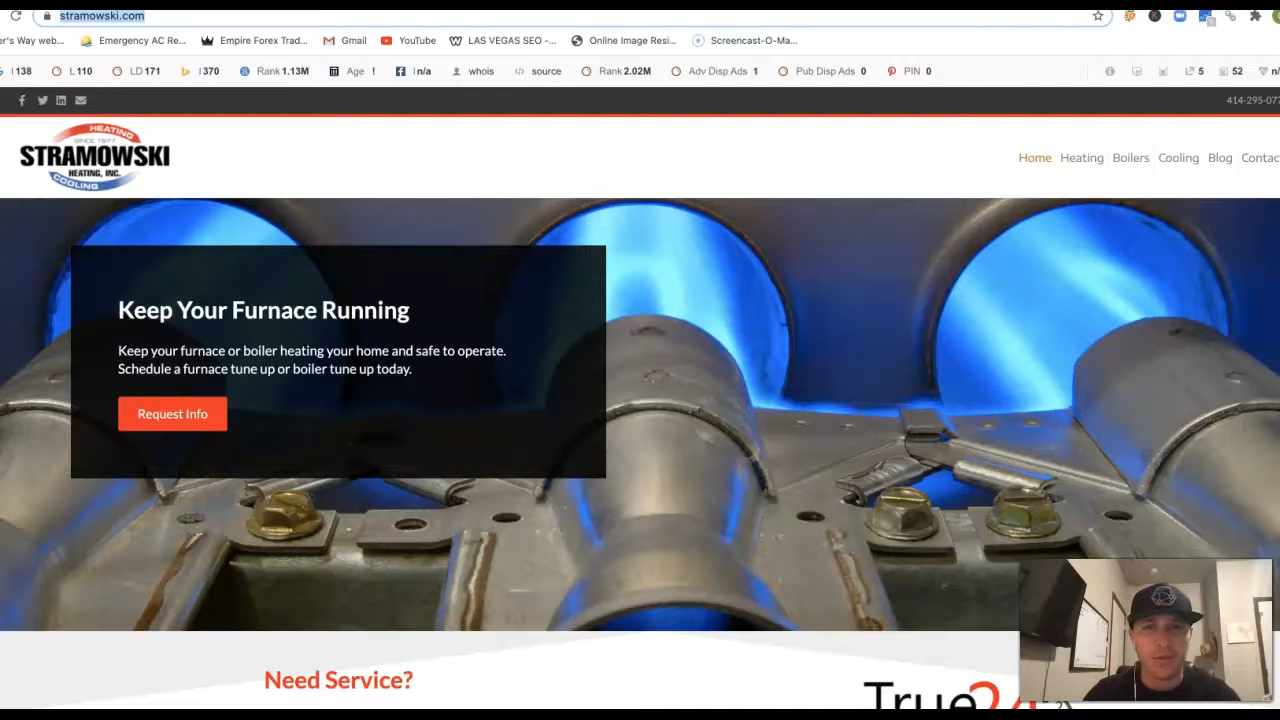 stramowski.com
er's Way web...
Emergency AC Re...
Empire Forex Trad...
Gmail
YouTube
LAS VEGAS SEO -...
Online Image Resi...
Screencast-O-Ma...
I 138
L 110
LD 171
I 370
Rank 1.13M
Age !
I n/a
whois
source
Rank 2.02M
Adv Disp Ads 1
Pub Disp Ads 0
PIN 0
5
52
n/
414-295-077
HEATING
SINCE 1977
STRAMOWSKI
HEATING, INC.
COOLING
Home Heating Boilers Cooling Blog Contac
Keep Your Furnace Running
Keep your furnace or boiler heating your home and safe to operate.
Schedule a furnace tune up or boiler tune up today.
Request Info
Need Service?
True24